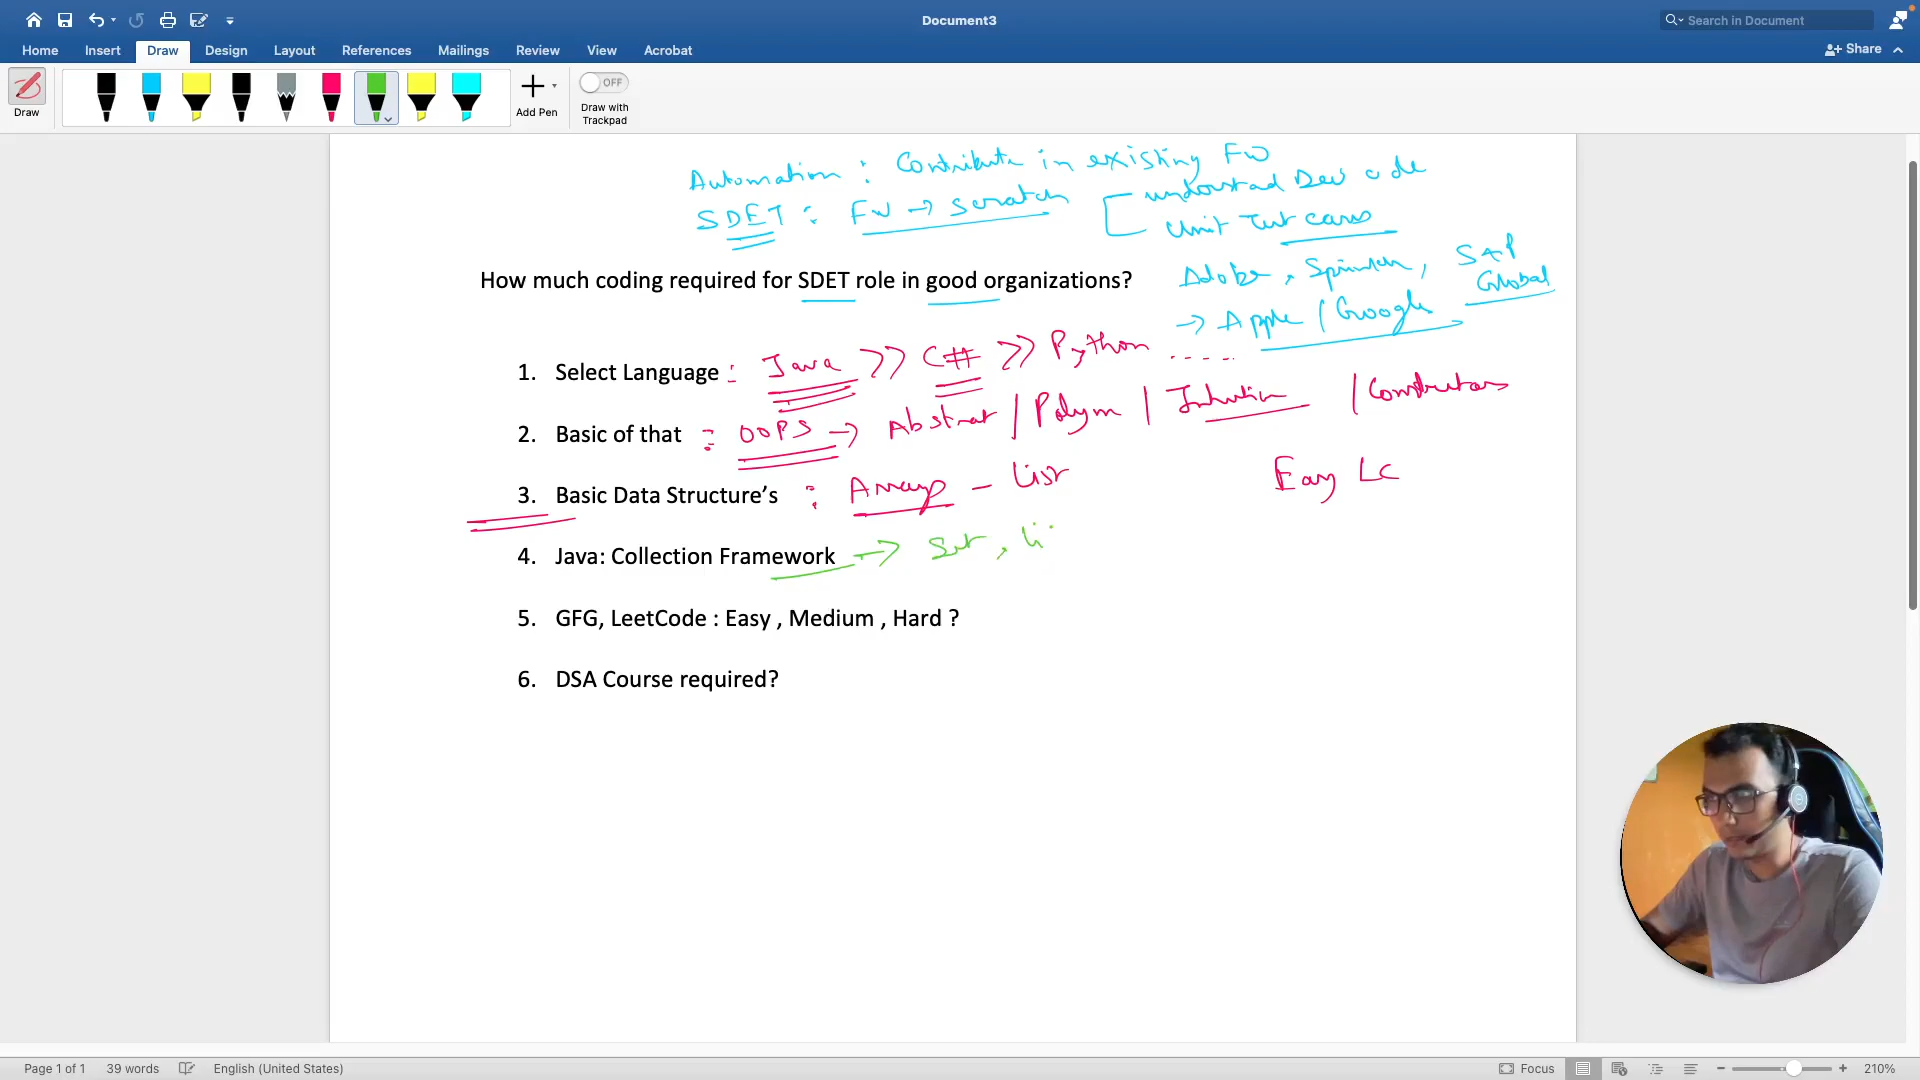 Document3
Search in Document
Home Insert Draw Design Layout References Mailings Review View Acrobat
Share
Draw
Add Pen
OFF
Draw with
Trackpad
Automation : Contribute in existing FW
SDET : FW → Scratch
understand Dev code
Unit Test cases
How much coding required for SDET role in good organizations?
Adobe , Sprinklr , S&P
Global
→ Apple / Google
1. Select Language : Java >> C# >> Python ......
2. Basic of that : OOPS → Abstract / Polym /
3. Basic Data Structure's : Arrays - List
Easy LC
4. Java: Collection Framework → Set , Li
5. GFG, LeetCode : Easy , Medium , Hard ?
6. DSA Course required?
Page 1 of 1 39 words English (United States) Focus 210%